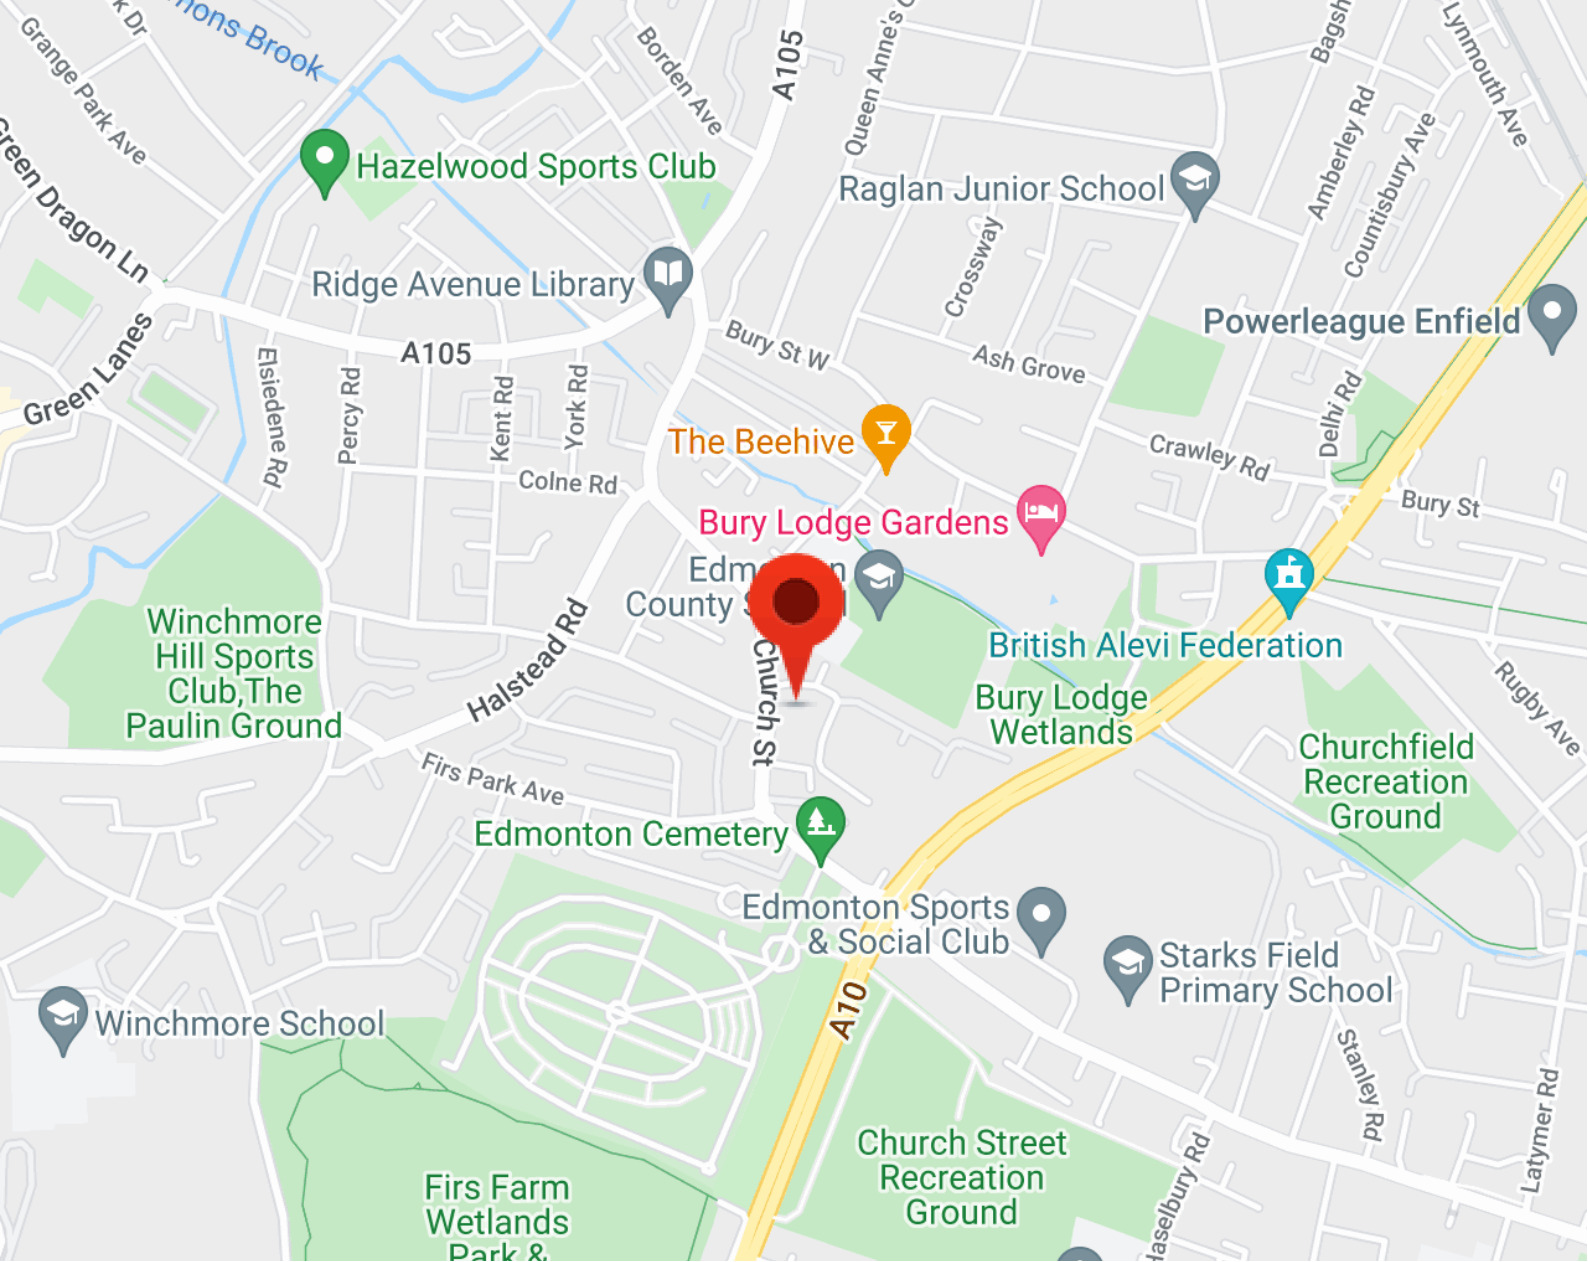 mons Brook
k Dr
Grange Park Ave
Green Dragon Ln
Borden Ave
A105
Queen Anne's
Bagsh
Lynmouth Ave
Amberley Rd
Countisbury Ave
Hazelwood Sports Club
Raglan Junior School
Crossway
Ridge Avenue Library
Powerleague Enfield
Green Lanes
A105
Elsiedene Rd
Percy Rd
Kent Rd
York Rd
Bury St W
Ash Grove
Delhi Rd
The Beehive
Crawley Rd
Colne Rd
Bury St
Bury Lodge Gardens
County
Winchmore
Hill Sports
Club,The
Paulin Ground
Halstead Rd
Church St
British Alevi Federation
Bury Lodge
Wetlands
Rugby Ave
Churchfield
Recreation
Ground
Firs Park Ave
Edmonton Cemetery
Edmonton Sports
& Social Club
Starks Field
Primary School
A10
Winchmore School
Stanley Rd
Latymer Rd
Church Street
Recreation
Ground
Haselbury Rd
Firs Farm
Wetlands
Park &